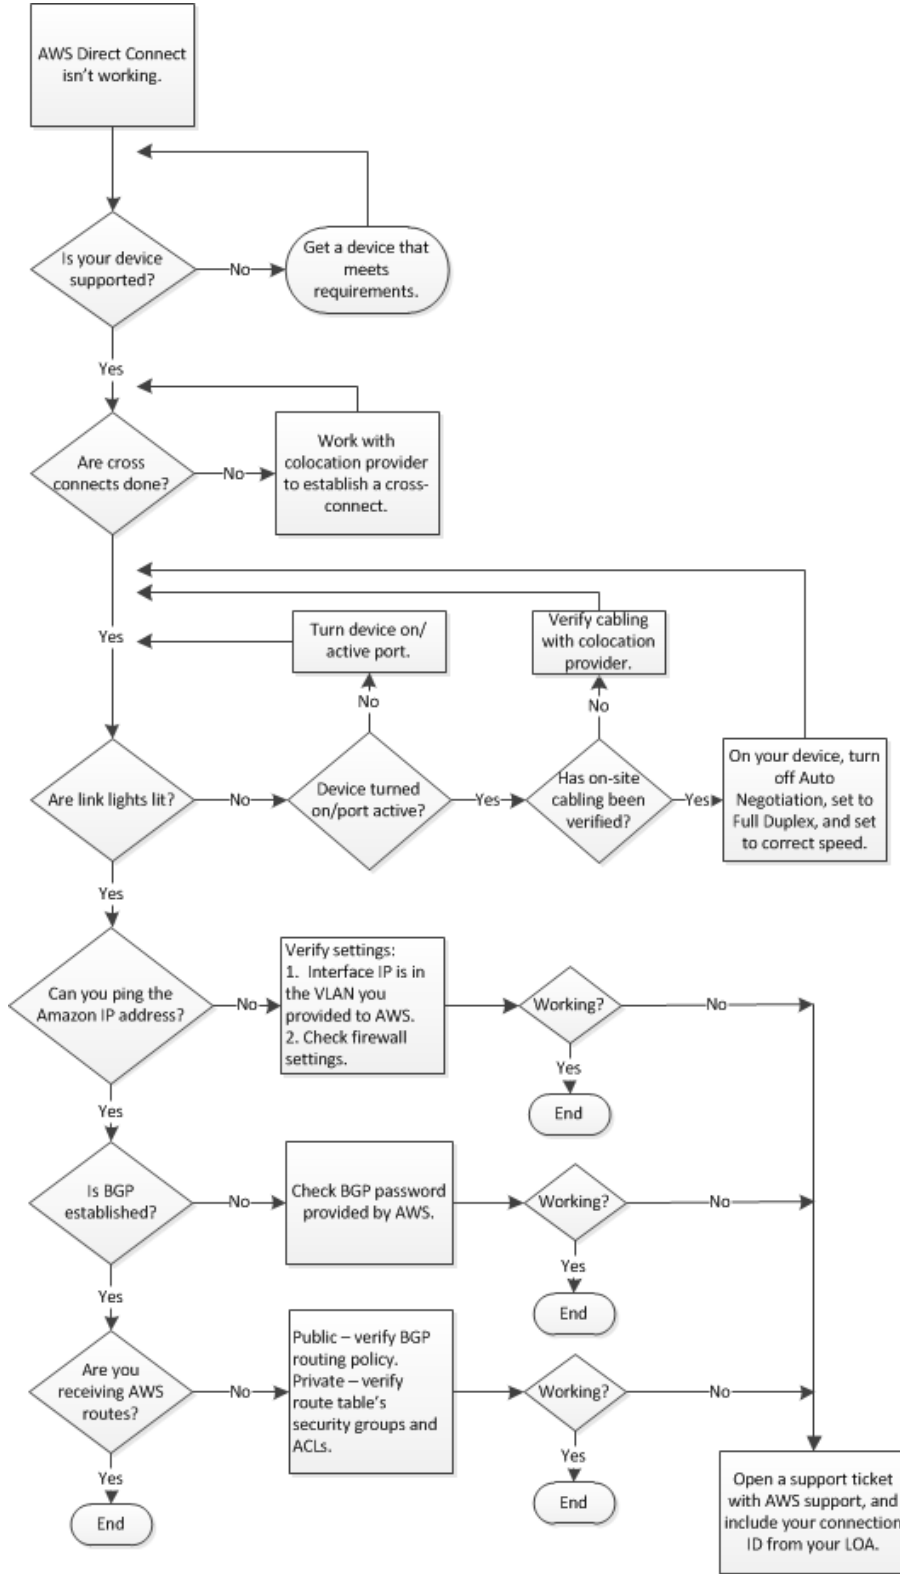 AWS Direct Connect
isn't working.
Is your device
supported?
No
Get a device that
meets
requirements.
Yes
Are cross
connects done?
No
Work with
colocation provider
to establish a cross-
connect.
Yes
Turn device on/
active port.
Verify cabling
with colocation
provider.
No
No
Are link lights lit?
No
Device turned
on/port active?
Yes
Has on-site
cabling been
verified?
Yes
On your device, turn
off Auto
Negotiation, set to
Full Duplex, and set
to correct speed.
Yes
Can you ping the
Amazon IP address?
No
Verify settings:
1. Interface IP is in
the VLAN you
provided to AWS.
2. Check firewall
settings.
Working?
No
Yes
End
Yes
Is BGP
established?
No
Check BGP password
provided by AWS.
Working?
No
Yes
End
Yes
Are you
receiving AWS
routes?
No
Public – verify BGP
routing policy.
Private – verify
route table's
security groups and
ACLs.
Working?
No
Yes
End
Yes
End
Open a support ticket
with AWS support, and
include your connection
ID from your LOA.